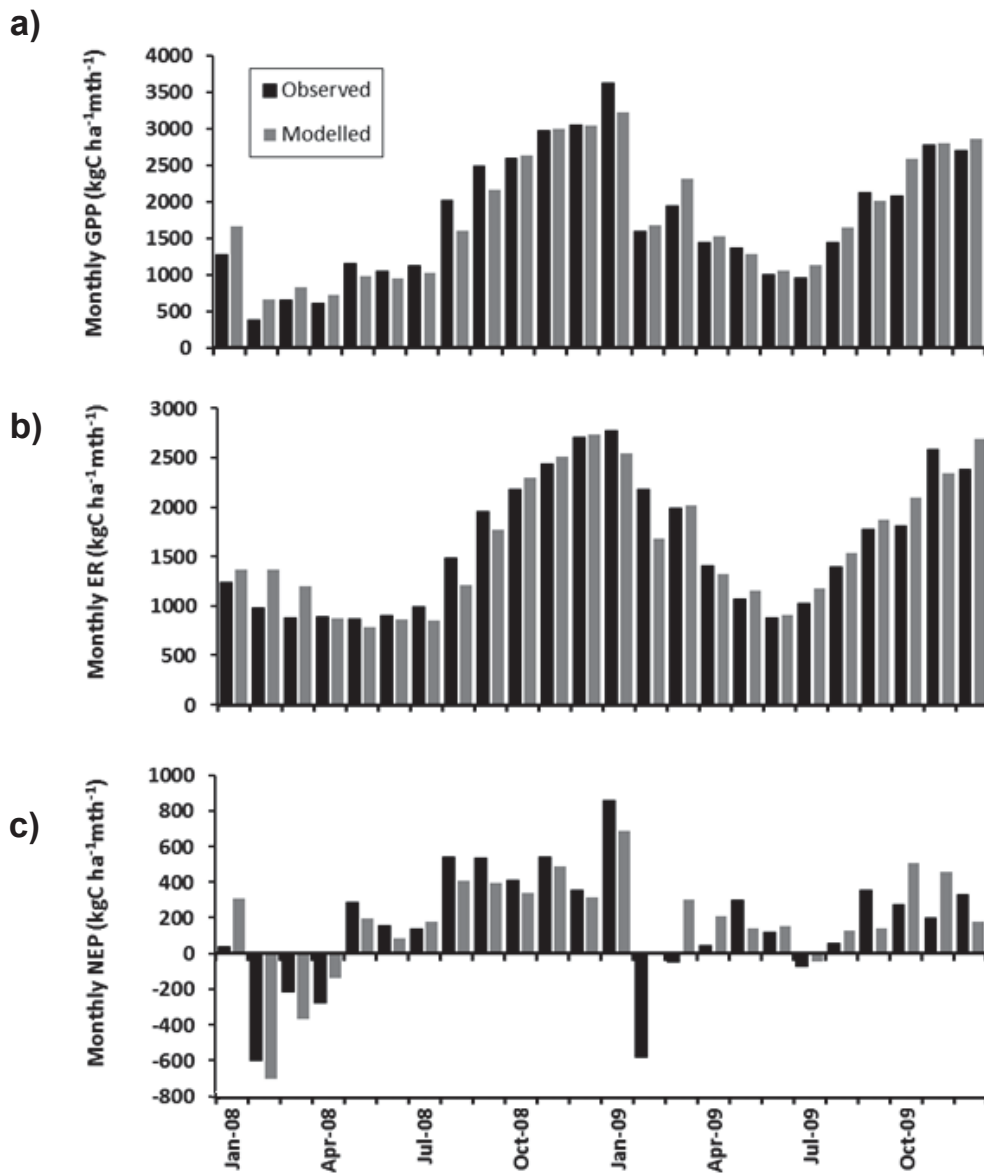 a)
Monthly GPP (kgC ha⁻¹mth⁻¹)
4000
3500
3000
2500
2000
1500
1000
500
0
Observed
Modelled
b)
Monthly ER (kgC ha⁻¹mth⁻¹)
3000
2500
2000
1500
1000
500
0
c)
Monthly NEP (kgC ha⁻¹mth⁻¹)
1000
800
600
400
200
0
-200
-400
-600
-800
Jan-08
Apr-08
Jul-08
Oct-08
Jan-09
Apr-09
Jul-09
Oct-09